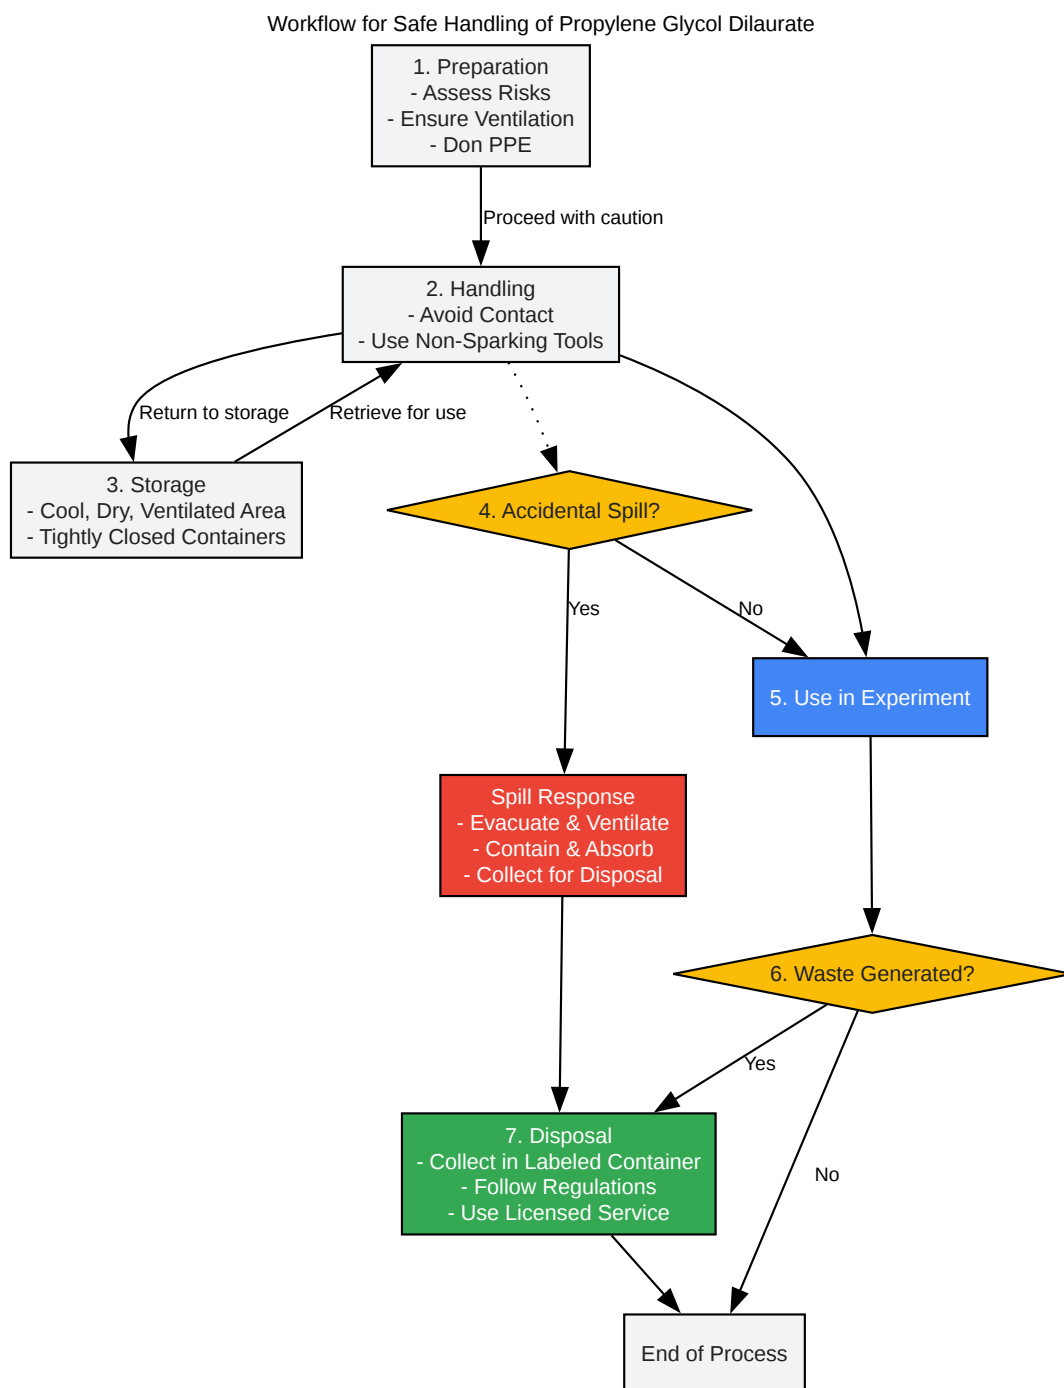 Workflow for Safe Handling of Propylene Glycol Dilaurate
1. Preparation
- Assess Risks
- Ensure Ventilation
- Don PPE
Proceed with caution
2. Handling
- Avoid Contact
- Use Non-Sparking Tools
Return to storage
Retrieve for use
3. Storage
- Cool, Dry, Ventilated Area
- Tightly Closed Containers
4. Accidental Spill?
Yes
No
5. Use in Experiment
Spill Response
- Evacuate & Ventilate
- Contain & Absorb
- Collect for Disposal
6. Waste Generated?
Yes
No
7. Disposal
- Collect in Labeled Container
- Follow Regulations
- Use Licensed Service
End of Process